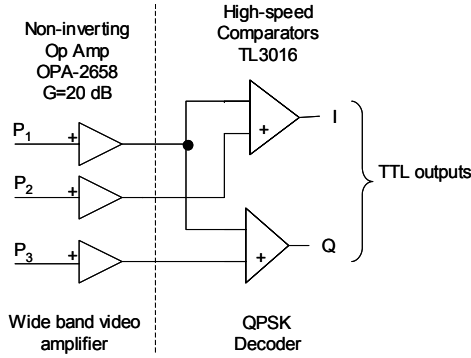 Non-inverting
Op Amp
OPA-2658
G=20 dB
High-speed
Comparators
TL3016
P1
+
P2
+
P3
+
+
I
+
Q
TTL outputs
Wide band video
amplifier
QPSK
Decoder